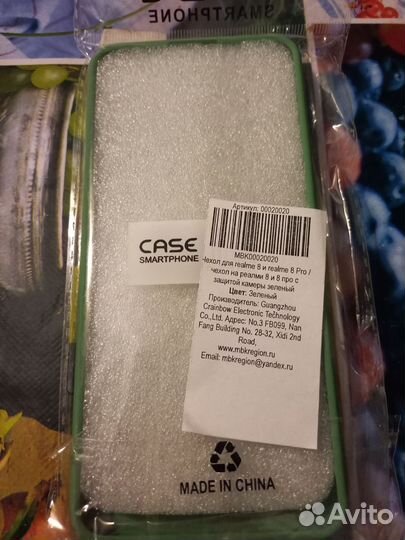 SMARTPHONE
CASE
SMARTPHONE
Артикул: 00020020
MBK00020020
Чехол для realme 8 и realme 8 Pro /
чехол на реалми 8 и 8 про с
защитой камеры зеленый
Цвет: Зеленый
Производитель: Guangzhou
Crainbow Electronic Technology
Co.,Ltd. Адрес: No.3 FB099, Nan
Fang Building No. 28-32, Xidi 2nd
Road,
www.mbkregion.ru
Email: mbkregion@yandex.ru
MADE IN CHINA
Avito